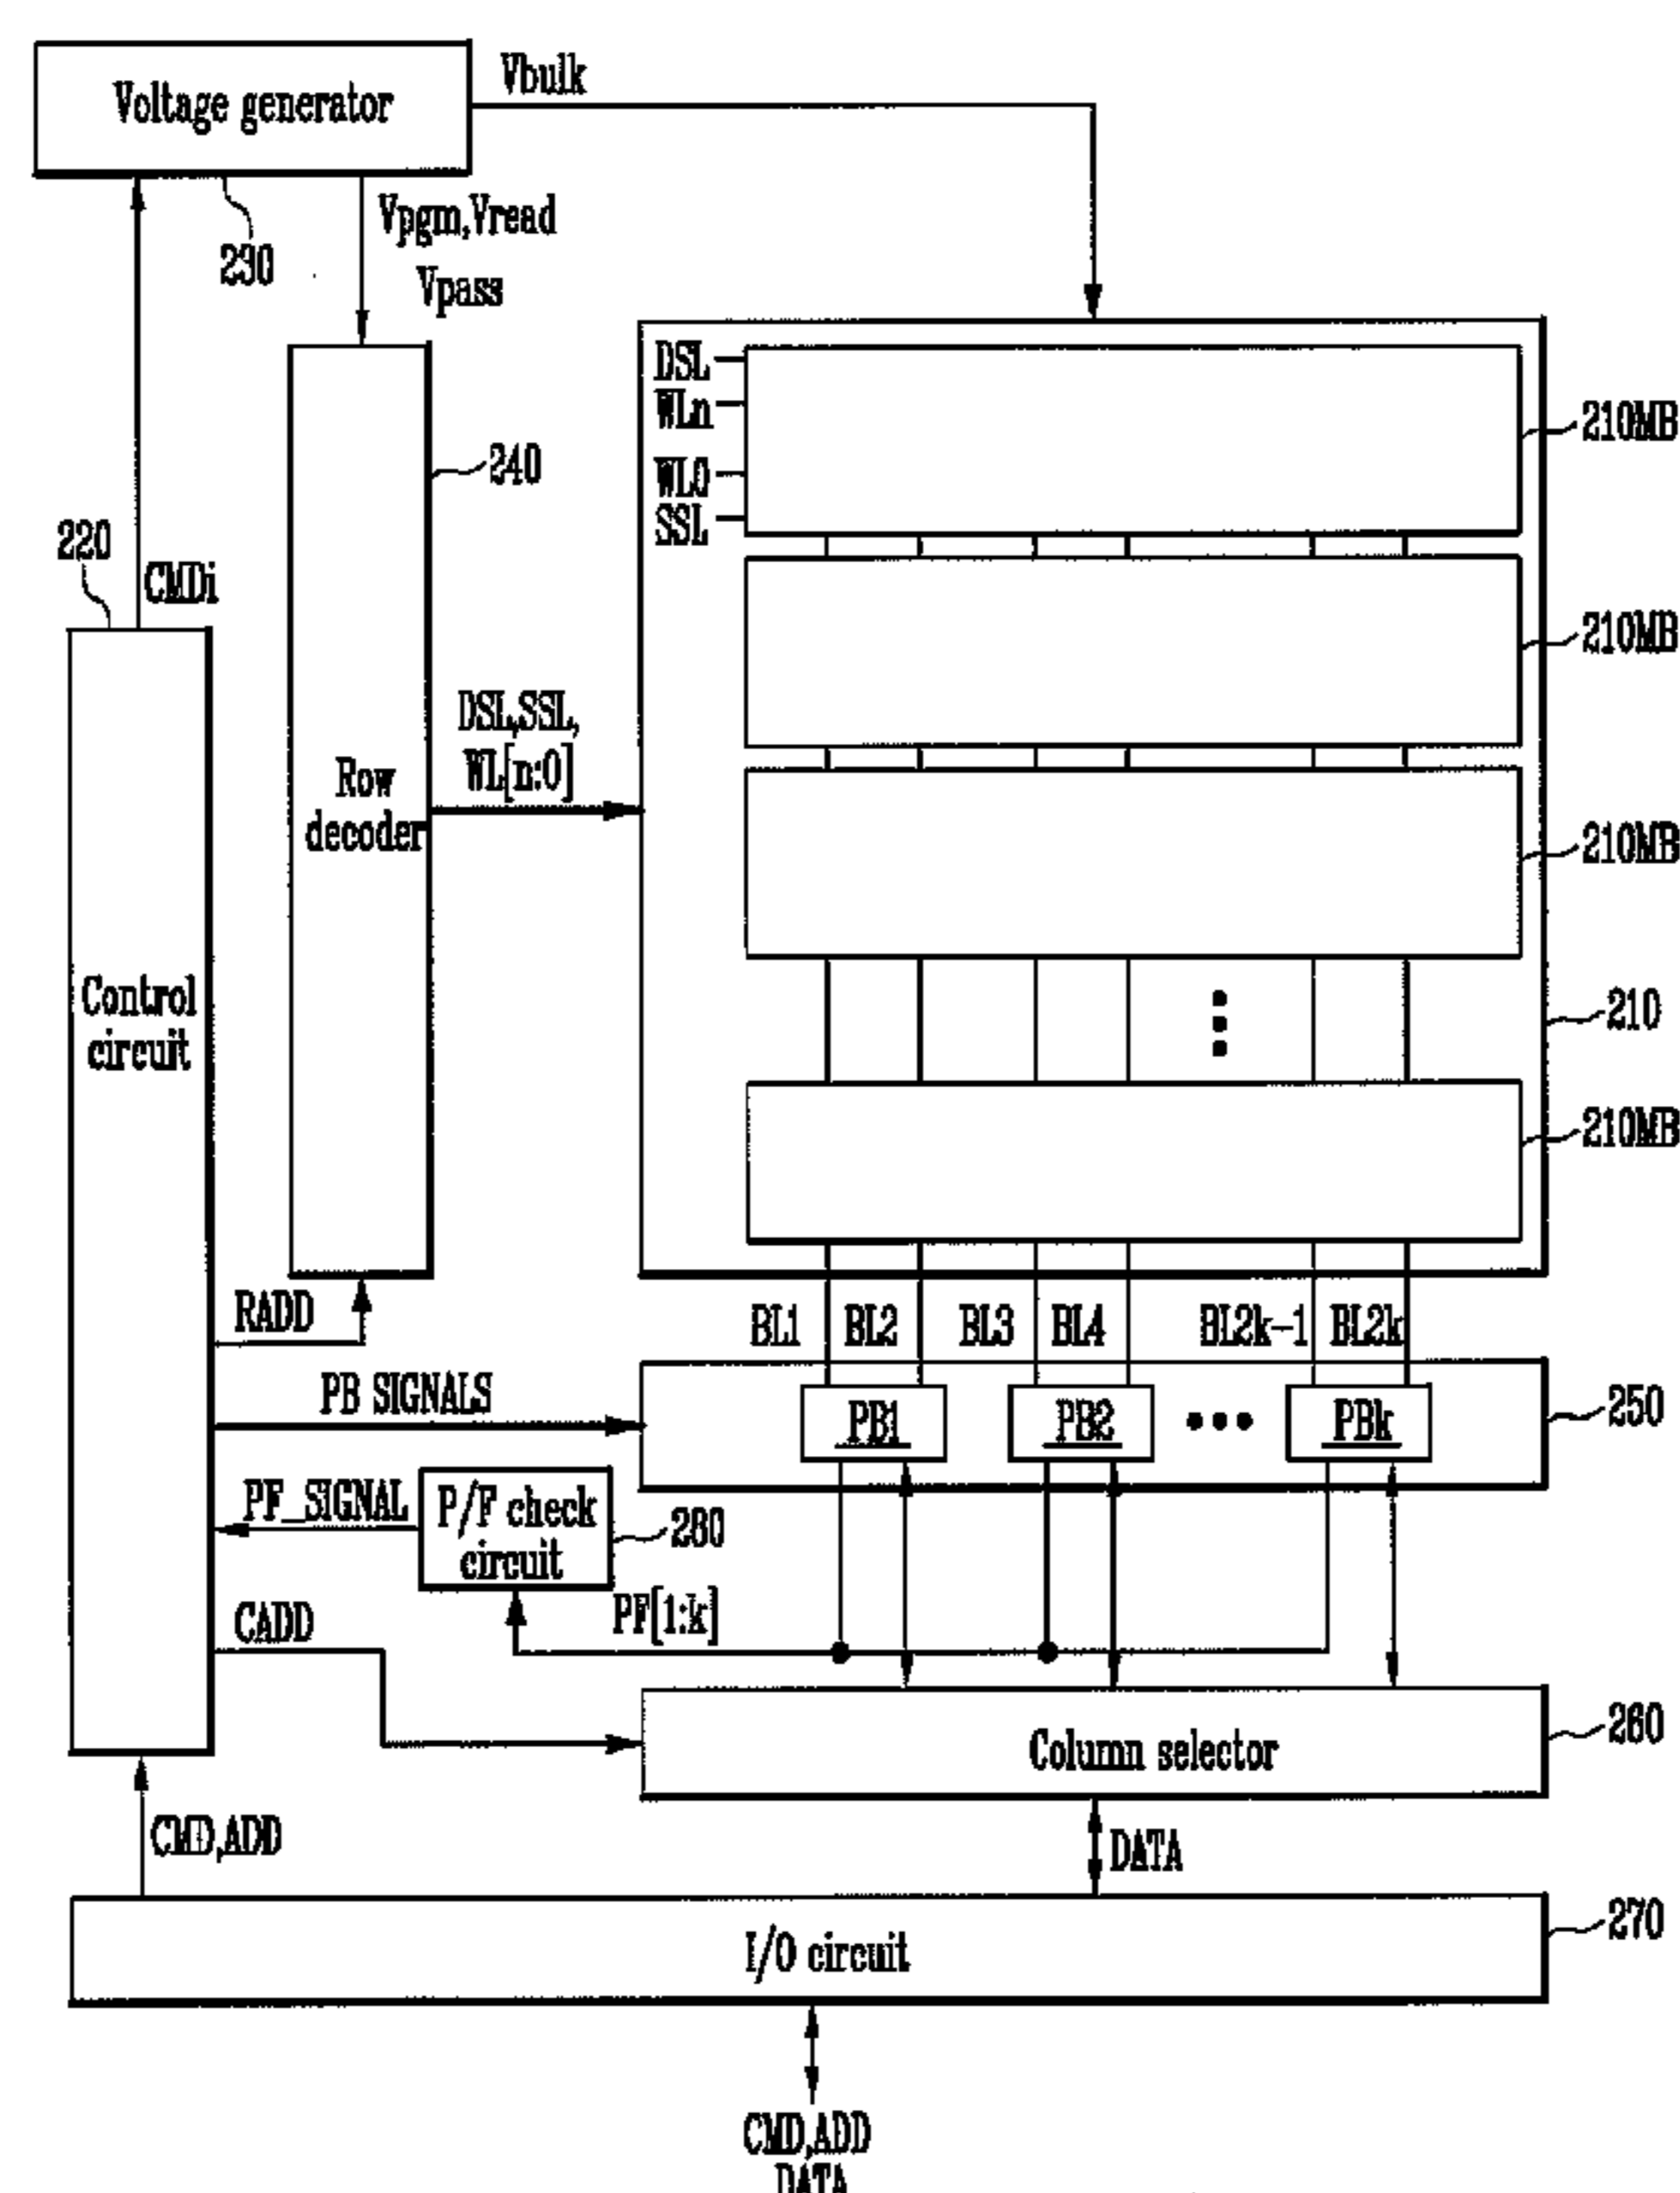 Vbulk
Voltage generator
Vpgm,Vread
230
Vpass
DSL
WLn
210MB
240
WL0
SSL
220
CMDi
210MB
DSL,SSL,
WL[n:0]
Row
decoder
210MB
Control
circuit
210
210MB
RADD
BL1
BL2
BL3
BL4
BL2k-1
BL2k
PB SIGNALS
PB1
PB2
PBk
250
PF_SIGNAL
P/F check
circuit
280
PF[1:k]
CADD
260
Column selector
CMD,ADD
DATA
270
I/O circuit
CMD,ADD
DATA